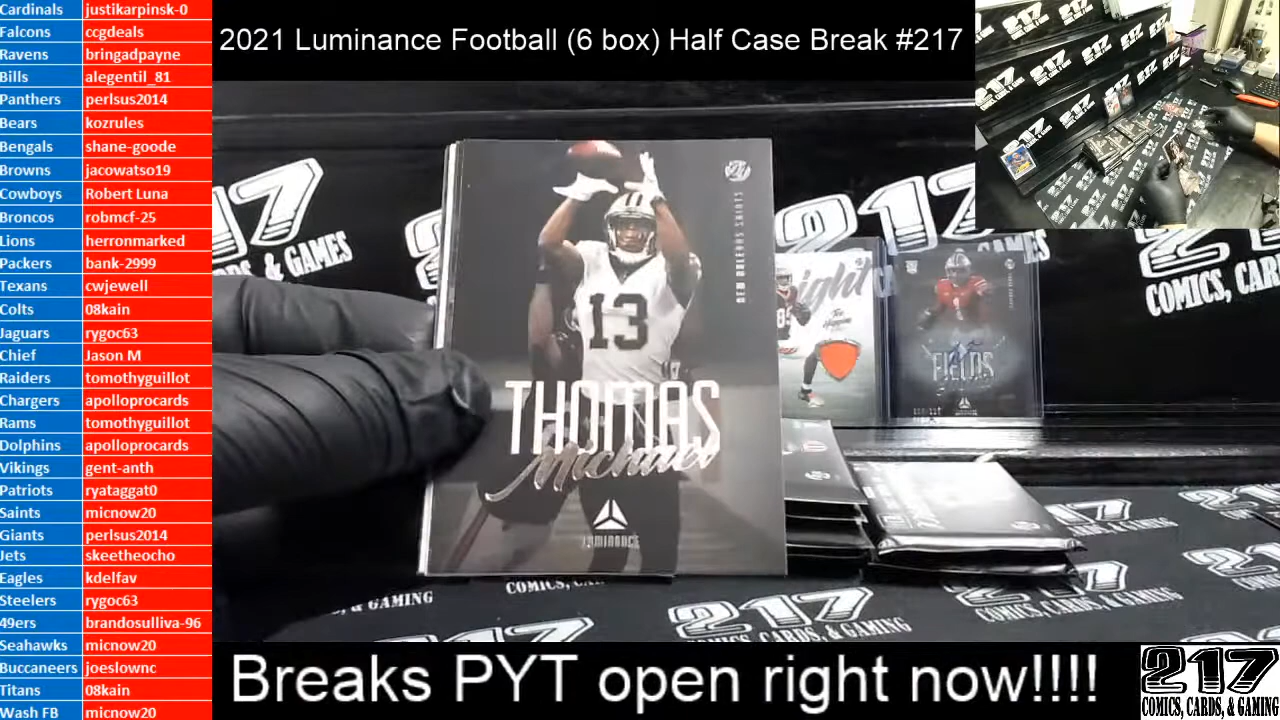 2021 Luminance Football (6 box) Half Case Break #217
Cardinals justikarpinsk-0
Falcons ccgdeals
Ravens bringadpayne
Bills alegentil_81
Panthers perlsus2014
Bears kozrules
Bengals shane-goode
Browns jacowatso19
Cowboys Robert Luna
Broncos robmcf-25
Lions herronmarked
Packers bank-2999
Texans cwjewell
Colts 08kain
Jaguars rygoc63
Chief Jason M
Raiders tomothyguillot
Chargers apolloprocards
Rams tomothyguillot
Dolphins apolloprocards
Vikings gent-anth
Patriots ryataggat0
Saints micnow20
Giants perlsus2014
Jets skeetheocho
Eagles kdelfav
Steelers rygoc63
49ers brandosulliva-96
Seahawks micnow20
Buccaneers joeslownc
Titans 08kain
Wash FB micnow20
NEW ORLEANS SAINTS
13
THOMAS
Michael
LUMINANCE
FIELDS
217
COMICS, CARDS, & GAMING
Breaks PYT open right now!!!!
217
COMICS, CARDS, & GAMING